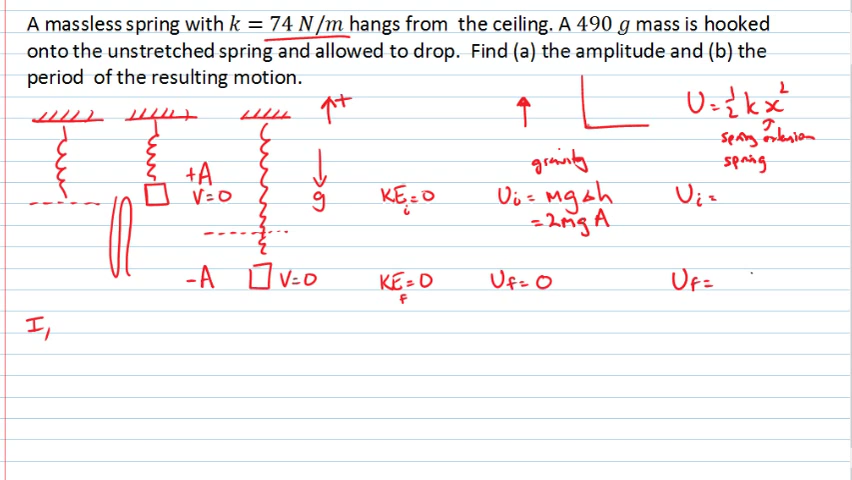 A massless spring with k = 74 N/m hangs from the ceiling. A 490 g mass is hooked
onto the unstretched spring and allowed to drop. Find (a) the amplitude and (b) the
period of the resulting motion.
+
U = 1/2 k x²
spring extension
gravity
spring
+A
V=0
g
KEi=0
Ui = mgΔh
= 2mgA
Ui =
-A
V=0
KEf=0
Uf= 0
Uf=
I,